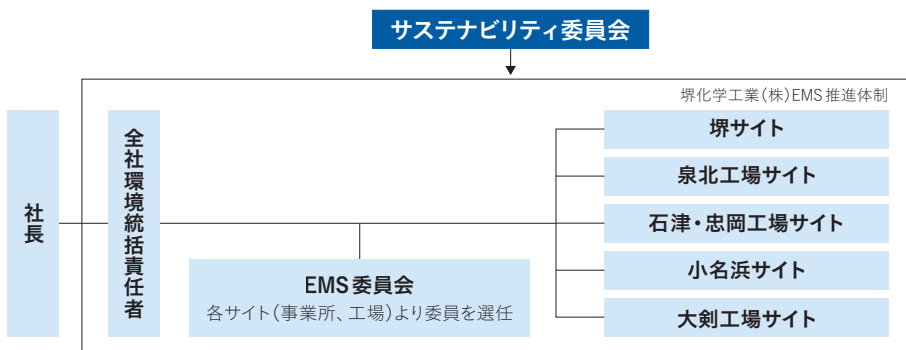 サステナビリティ委員会
堺化学工業(株)EMS推進体制
社長
全社環境統括責任者
EMS委員会
各サイト(事業所、工場)より委員を選任
堺サイト
泉北工場サイト
石津・忠岡工場サイト
小名浜サイト
大剣工場サイト